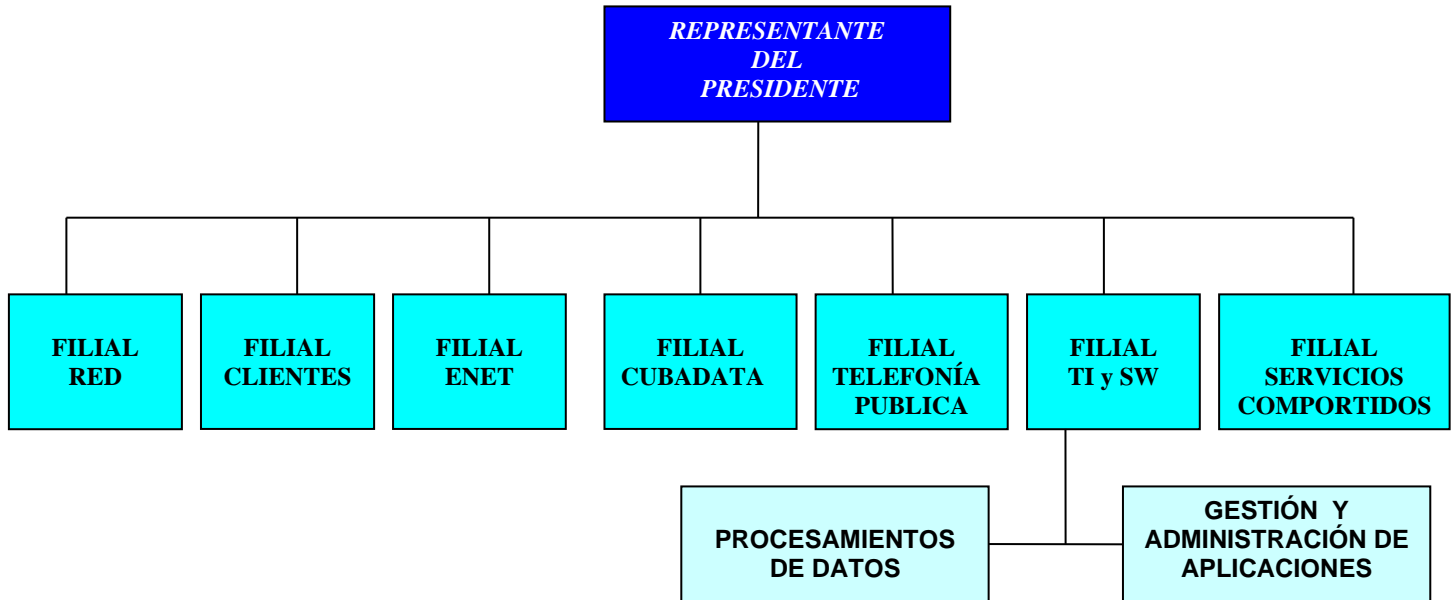 REPRESENTANTE
DEL
PRESIDENTE
FILIAL
RED
FILIAL
CLIENTES
FILIAL
ENET
FILIAL
CUBADATA
FILIAL
TELEFONÍA
PUBLICA
FILIAL
TI y SW
FILIAL
SERVICIOS
COMPORTIDOS
PROCESAMIENTOS
DE DATOS
GESTIÓN Y
ADMINISTRACIÓN DE
APLICACIONES